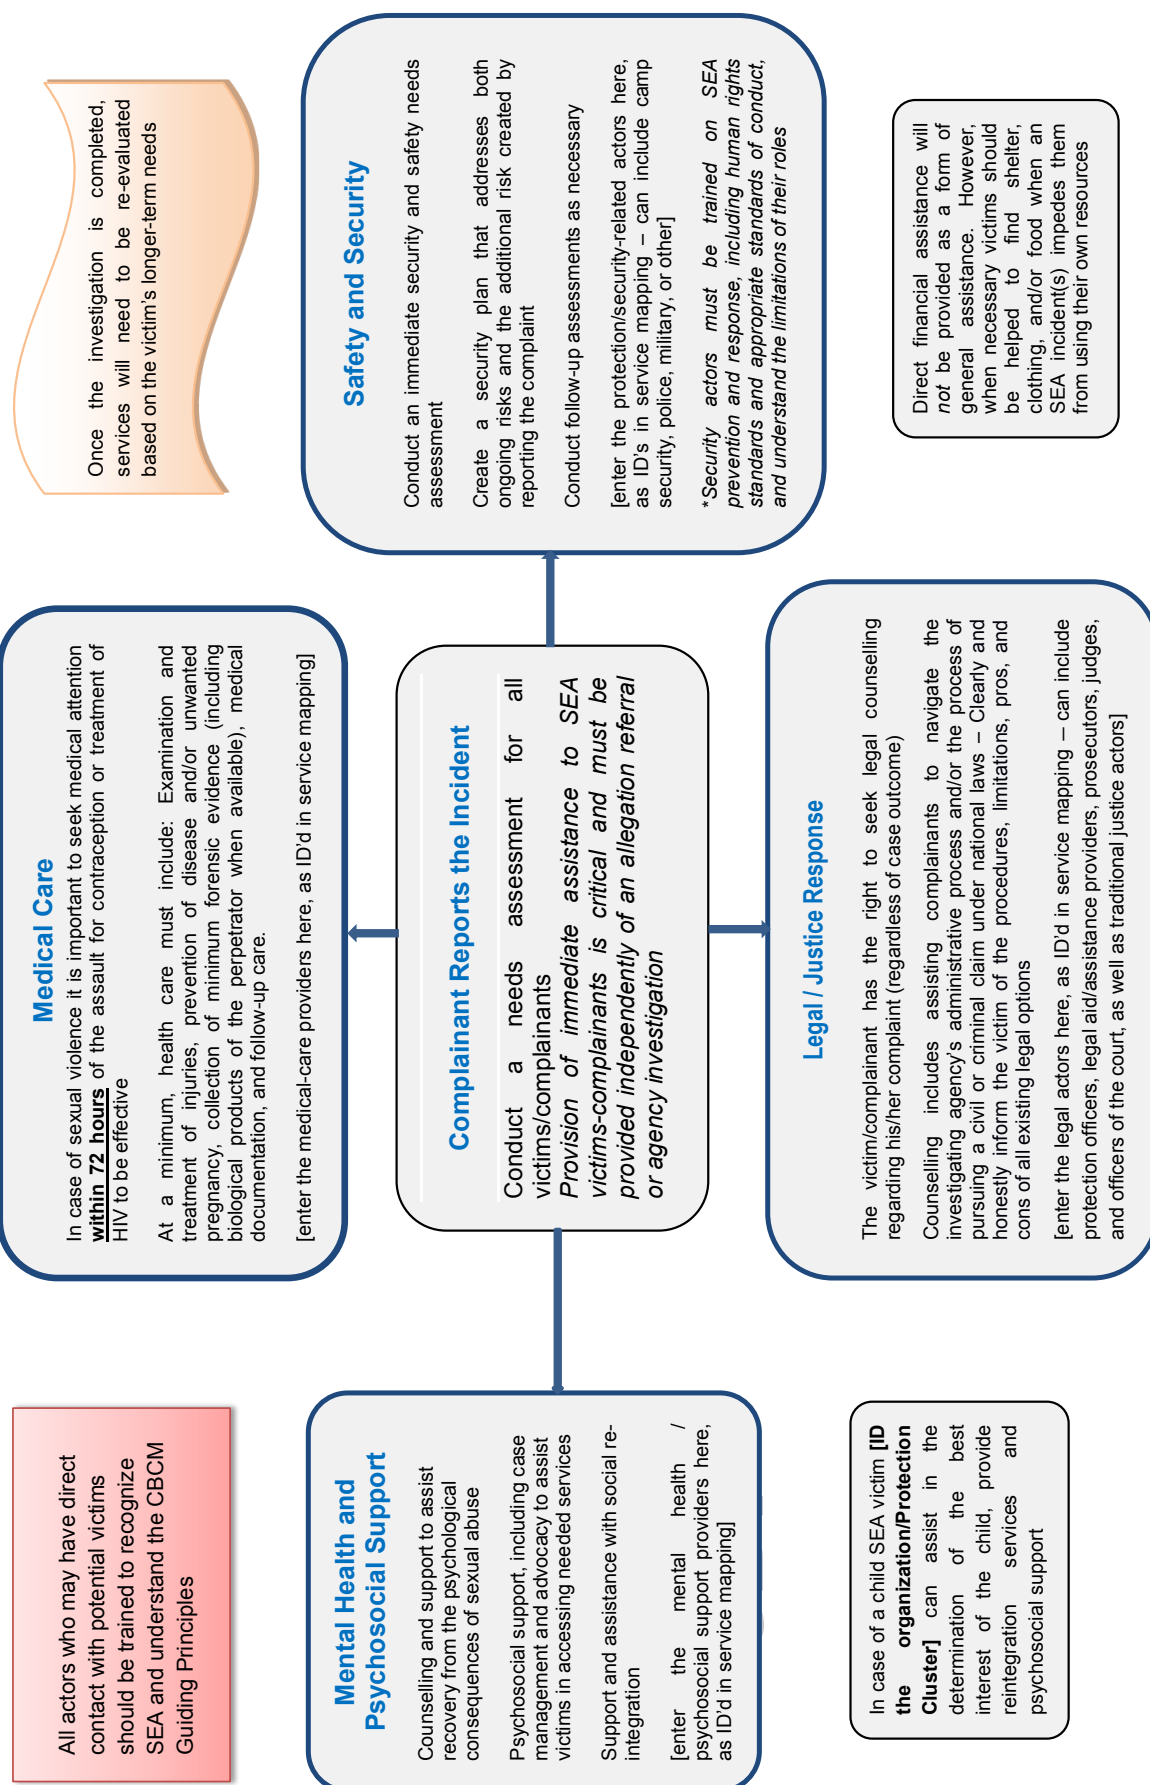 All actors who may have direct
contact with potential victims
should be trained to recognize
SEA and understand the CBCM
Guiding Principles
Medical Care
In case of sexual violence it is important to seek medical attention
within 72 hours of the assault for contraception or treatment of
HIV to be effective
At a minimum, health care must include: Examination and
treatment of injuries, prevention of disease and/or unwanted
pregnancy, collection of minimum forensic evidence (including
biological products of the perpetrator when available), medical
documentation, and follow-up care.
[enter the medical-care providers here, as ID'd in service mapping]
Once the investigation is completed,
services will need to be re-evaluated
based on the victim's longer-term needs
Mental Health and
Psychosocial Support
Counselling and support to assist
recovery from the psychological
consequences of sexual abuse
Psychosocial support, including case
management and advocacy to assist
victims in accessing needed services
Support and assistance with social re-
integration
[enter the mental health /
psychosocial support providers here,
as ID'd in service mapping]
Complainant Reports the Incident
Conduct a needs assessment for all
victims/complainants
Provision of immediate assistance to SEA
victims-complainants is critical and must be
provided independently of an allegation referral
or agency investigation
Safety and Security
Conduct an immediate security and safety needs
assessment
Create a security plan that addresses both
ongoing risks and the additional risk created by
reporting the complaint
Conduct follow-up assessments as necessary
[enter the protection/security-related actors here,
as ID's in service mapping – can include camp
security, police, military, or other]
*Security actors must be trained on SEA
prevention and response, including human rights
standards and appropriate standards of conduct,
and understand the limitations of their roles
In case of a child SEA victim [ID
the organization/Protection
Cluster] can assist in the
determination of the best
interest of the child, provide
reintegration services and
psychosocial support
Legal / Justice Response
The victim/complainant has the right to seek legal counselling
regarding his/her complaint (regardless of case outcome)
Counselling includes assisting complainants to navigate the
investigating agency's administrative process and/or the process of
pursuing a civil or criminal claim under national laws – Clearly and
honestly inform the victim of the procedures, limitations, pros, and
cons of all existing legal options
[enter the legal actors here, as ID'd in service mapping – can include
protection officers, legal aid/assistance providers, prosecutors, judges,
and officers of the court, as well as traditional justice actors]
Direct financial assistance will
not be provided as a form of
general assistance. However,
when necessary victims should
be helped to find shelter,
clothing, and/or food when an
SEA incident(s) impedes them
from using their own resources